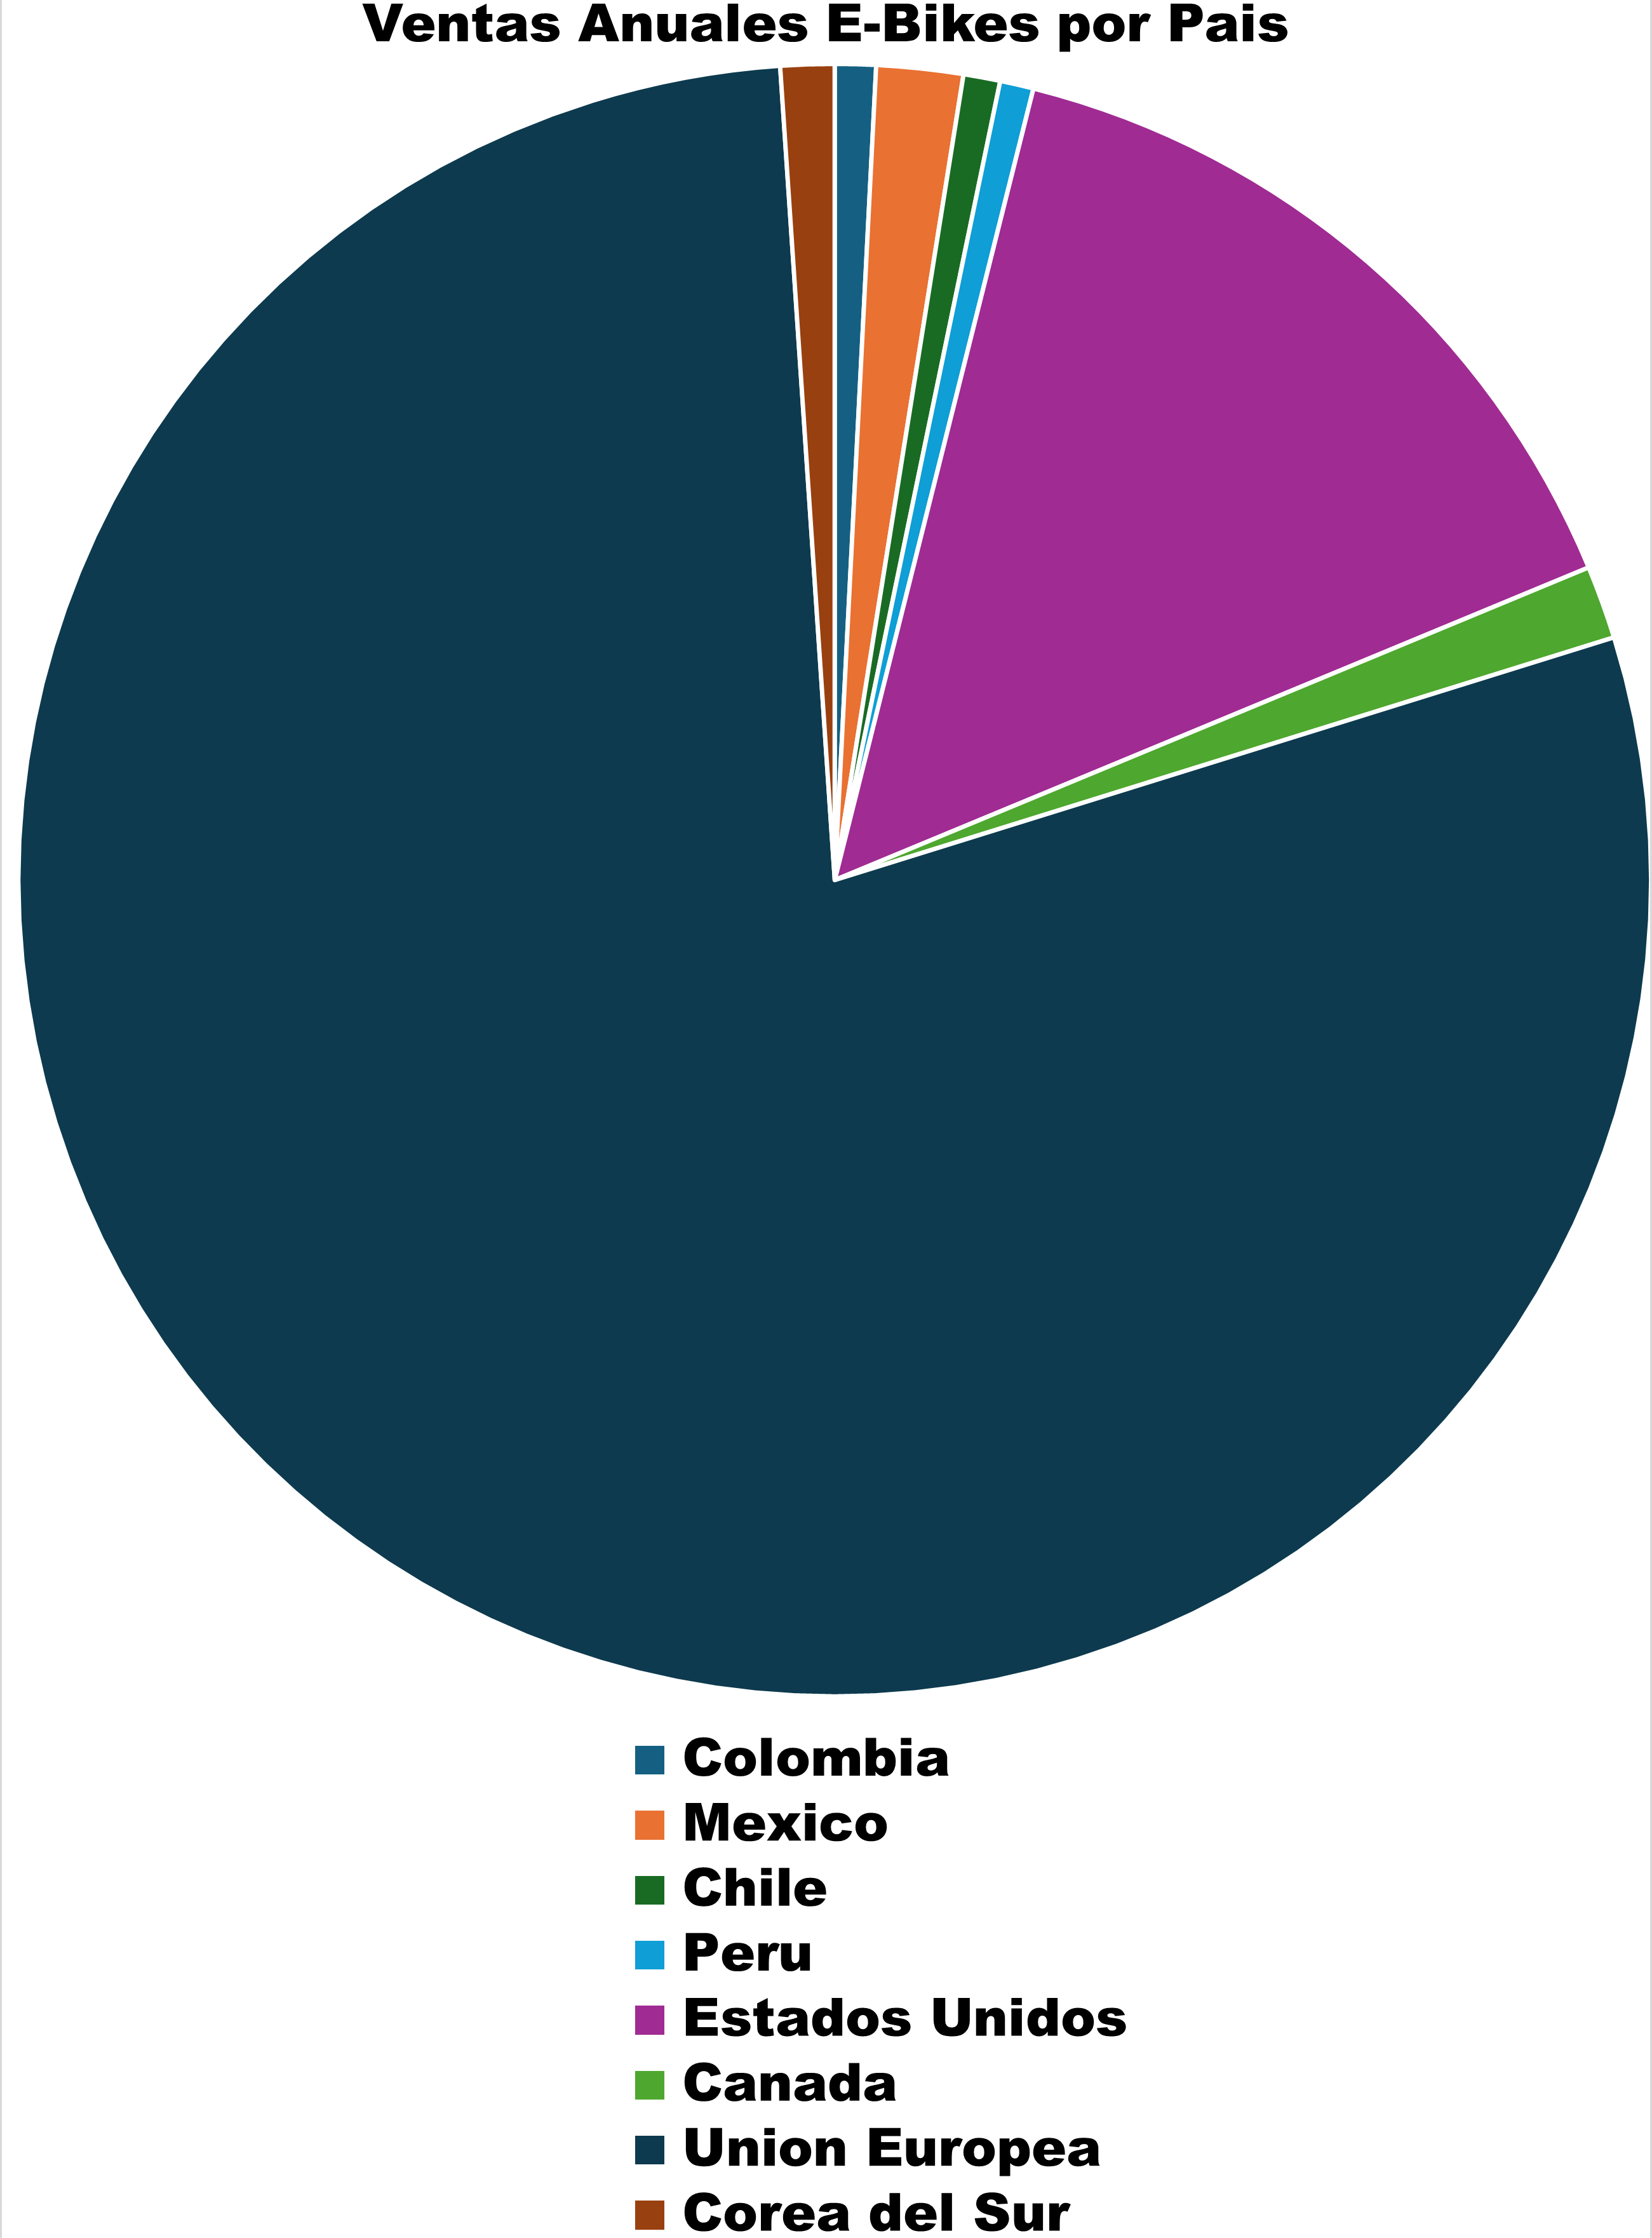 Ventas Anuales E-Bikes por Pais
Colombia
Mexico
Chile
Peru
Estados Unidos
Canada
Union Europea
Corea del Sur